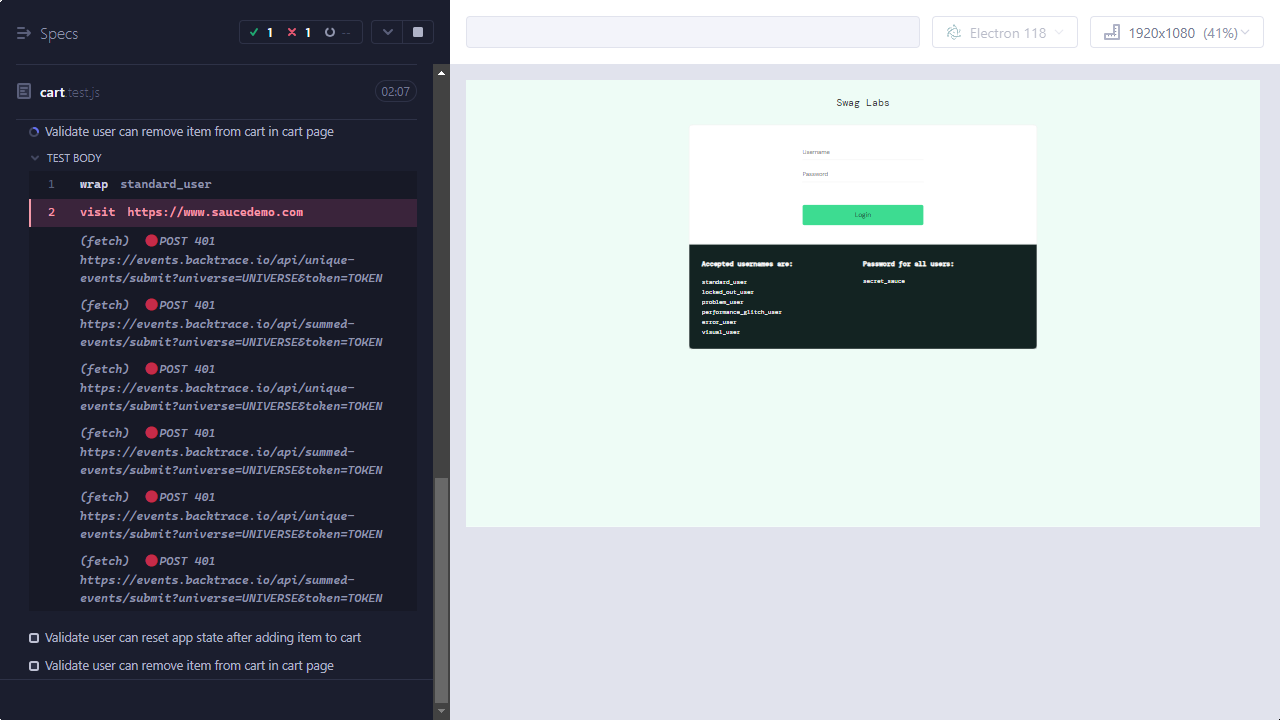 Specs
1
1
--
cart.test.js
02:07
Validate user can remove item from cart in cart page
TEST BODY
1 wrap standard_user
2 visit https://www.saucedemo.com
(fetch) POST 401
https://events.backtrace.io/api/unique-
events/submit?universe=UNIVERSE&token=TOKEN
(fetch) POST 401
https://events.backtrace.io/api/summed-
events/submit?universe=UNIVERSE&token=TOKEN
(fetch) POST 401
https://events.backtrace.io/api/unique-
events/submit?universe=UNIVERSE&token=TOKEN
(fetch) POST 401
https://events.backtrace.io/api/summed-
events/submit?universe=UNIVERSE&token=TOKEN
(fetch) POST 401
https://events.backtrace.io/api/unique-
events/submit?universe=UNIVERSE&token=TOKEN
(fetch) POST 401
https://events.backtrace.io/api/summed-
events/submit?universe=UNIVERSE&token=TOKEN
Validate user can reset app state after adding item to cart
Validate user can remove item from cart in cart page
Electron 118
1920x1080 (41%)
Swag Labs
Username
Password
Login
Accepted usernames are:
standard_user
locked_out_user
problem_user
performance_glitch_user
error_user
visual_user
Password for all users:
secret_sauce